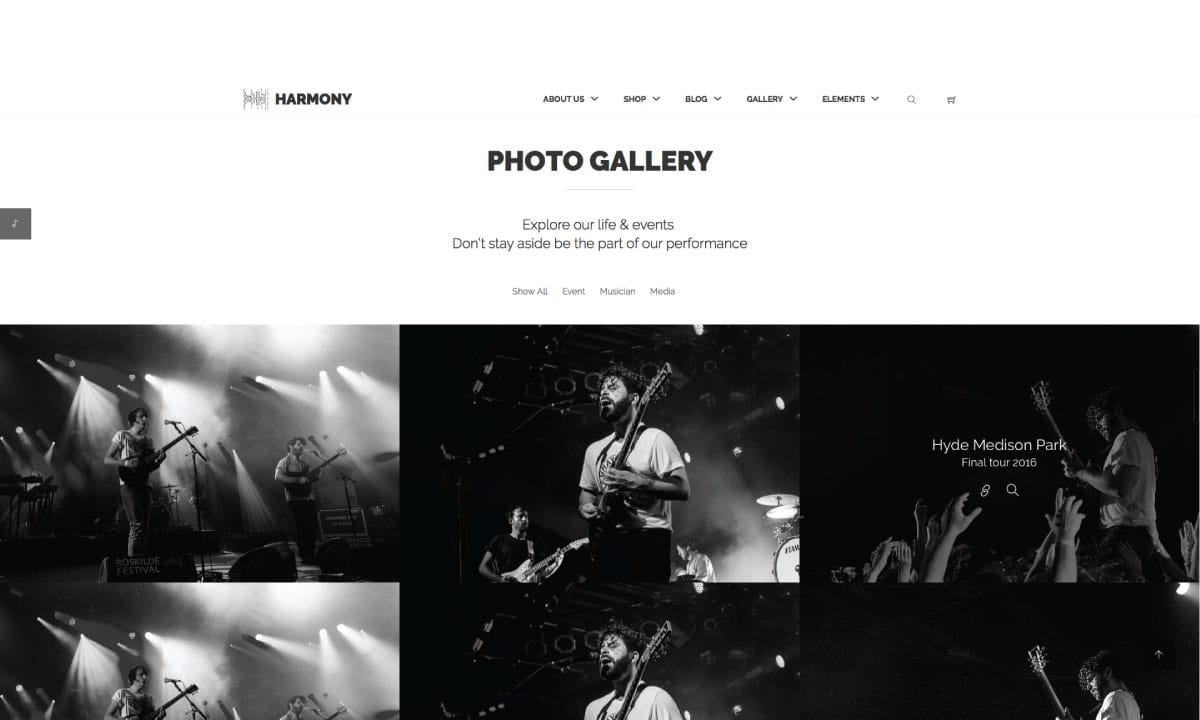 HARMONY
ABOUT US
SHOP
BLOG
GALLERY
ELEMENTS
PHOTO GALLERY
Explore our life & events
Don't stay aside be the part of our performance
Show All
Event
Musician
Media
Hyde Medison Park
Final tour 2016
ROSKILDE
FESTIVAL